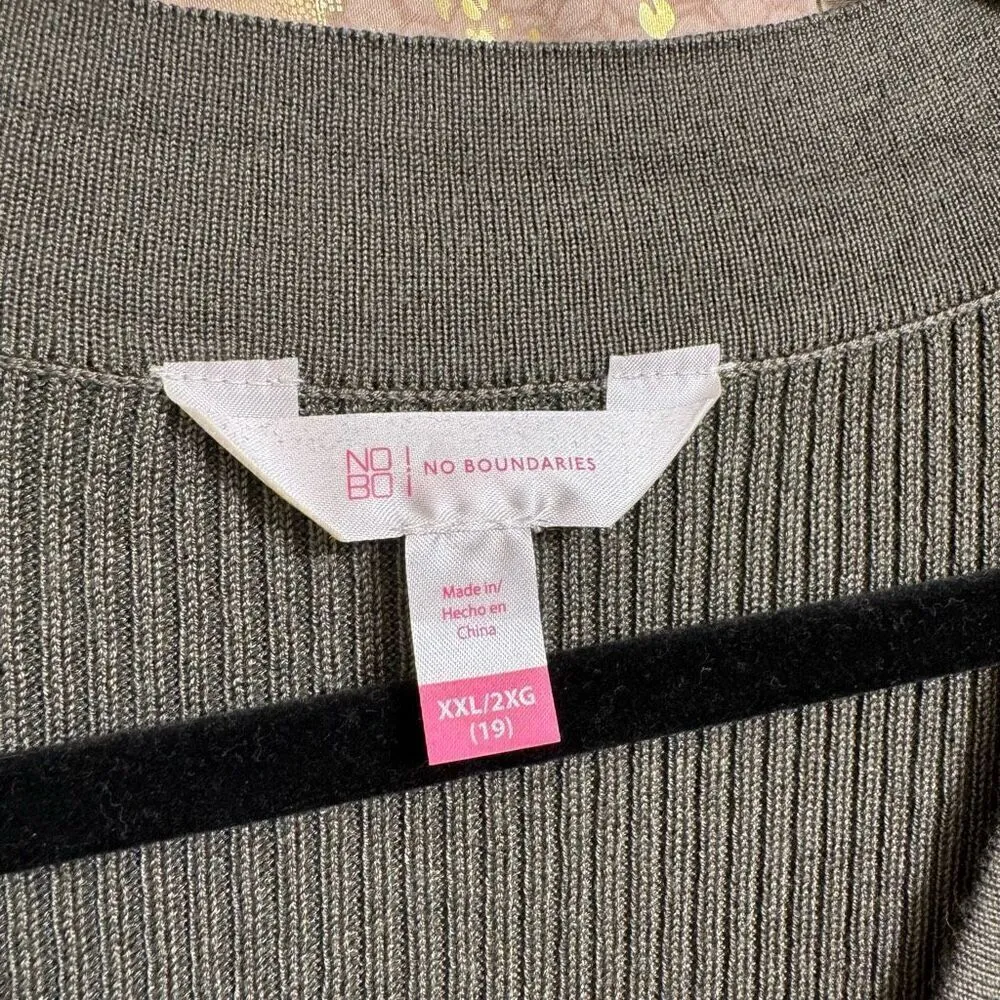 NO
BO
NO BOUNDARIES
Made in/
Hecho en
China
XXL/2XG
(19)